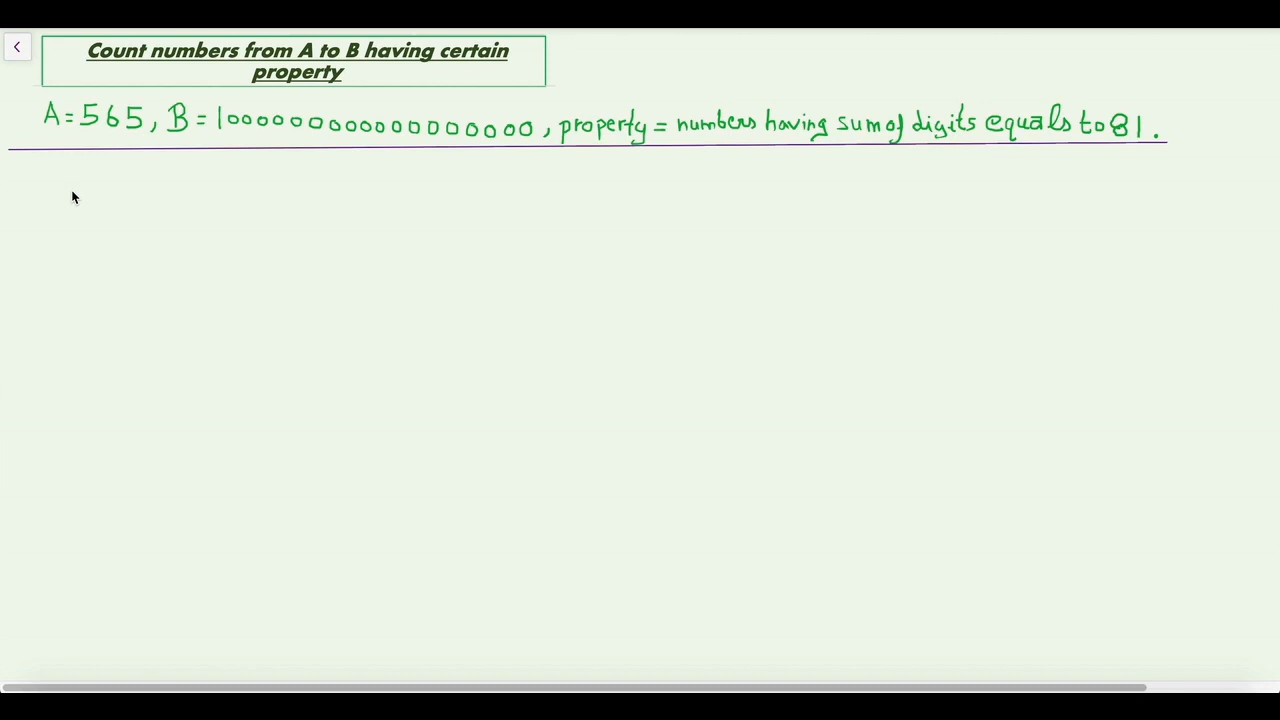 Count numbers from A to B having certain
property
A = 565, B = 1000000000000000000, property = numbers having sum of digits equals to 81.